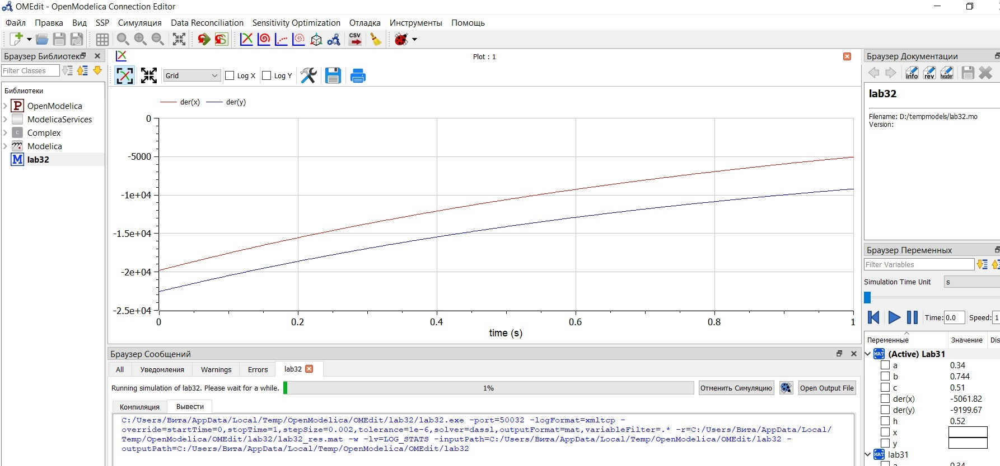 OMEdit - OpenModelica Connection Editor
Файл Правка Вид SSP Симуляция Data Reconciliation Sensitivity Optimization Отладка Инструменты Помощь
CSV
Браузер Библиотек
Filter Classes
Библиотеки
P OpenModelica
ModelicaServices
C Complex
Modelica
M lab32
Plot : 1
Grid Log X Log Y
der(x) der(y)
0
-5000
-1e+04
-1.5e+04
-2e+04
-2.5e+04
0 0.2 0.4 0.6 0.8 1
time (s)
Браузер Сообщений
All Уведомления Warnings Errors lab32
Running simulation of lab32. Please wait for a while. 1% Отменить Симуляцию Open Output File
Компиляция Вывести
C:/Users/Вита/AppData/Local/Temp/OpenModelica/OMEdit/lab32/lab32.exe -port=50032 -logFormat=xmltcp -
override=startTime=0,stopTime=1,stepSize=0.002,tolerance=1e-6,solver=dassl,outputFormat=mat,variableFilter=.* -r=C:/Users/Вита/AppData/Local/
Temp/OpenModelica/OMEdit/lab32/lab32_res.mat -w -lv=LOG_STATS -inputPath=C:/Users/Вита/AppData/Local/Temp/OpenModelica/OMEdit/lab32 -
outputPath=C:/Users/Вита/AppData/Local/Temp/OpenModelica/OMEdit/lab32
Браузер Документации
info rev header
lab32
Filename: D:/tempmodels/lab32.mo
Version:
Браузер Переменных
Filter Variables
Simulation Time Unit s
Time: 0.0 Speed: 1
Переменные Значение Dis
MAT (Active) Lab31
a 0.34
b 0.744
c 0.51
der(x) -5061.82
der(y) -9199.67
h 0.52
x
y
MAT lab31
a 0.34